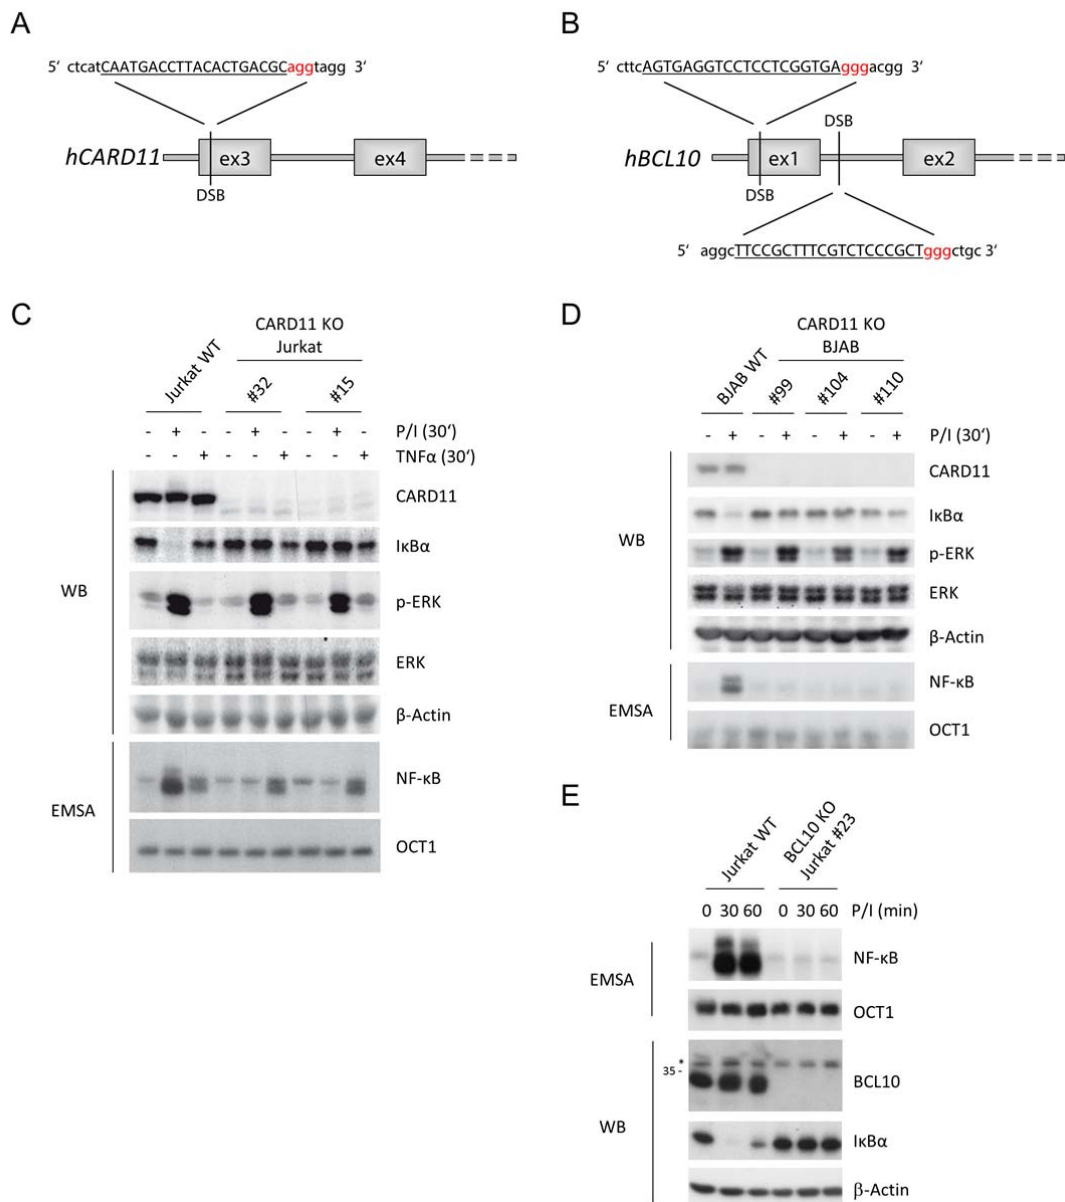 A
5‘ ctcatCAATGACCTTACACTGACGCaggtagg 3‘
hCARD11
ex3
ex4
DSB
B
5‘ cttcAGTGAGGTCCTCCTCGGTGAgggacgg 3‘
DSB
hBCL10
ex1
ex2
DSB
5‘ aggcTTCCGCTTTCGTCTCCCGCTgggctgc 3‘
C
CARD11 KO
Jurkat
Jurkat WT
#32
#15
- + - - + - - + - P/I (30‘)
- - + - - + - - + TNFα (30‘)
WB
CARD11
IκBα
p-ERK
ERK
β-Actin
EMSA
NF-κB
OCT1
D
CARD11 KO
BJAB
BJAB WT
#99
#104
#110
- + - + - + - + P/I (30‘)
WB
CARD11
IκBα
p-ERK
ERK
β-Actin
EMSA
NF-κB
OCT1
E
Jurkat WT
BCL10 KO
Jurkat #23
0 30 60 0 30 60 P/I (min)
EMSA
NF-κB
OCT1
WB
*
35 -
BCL10
IκBα
β-Actin